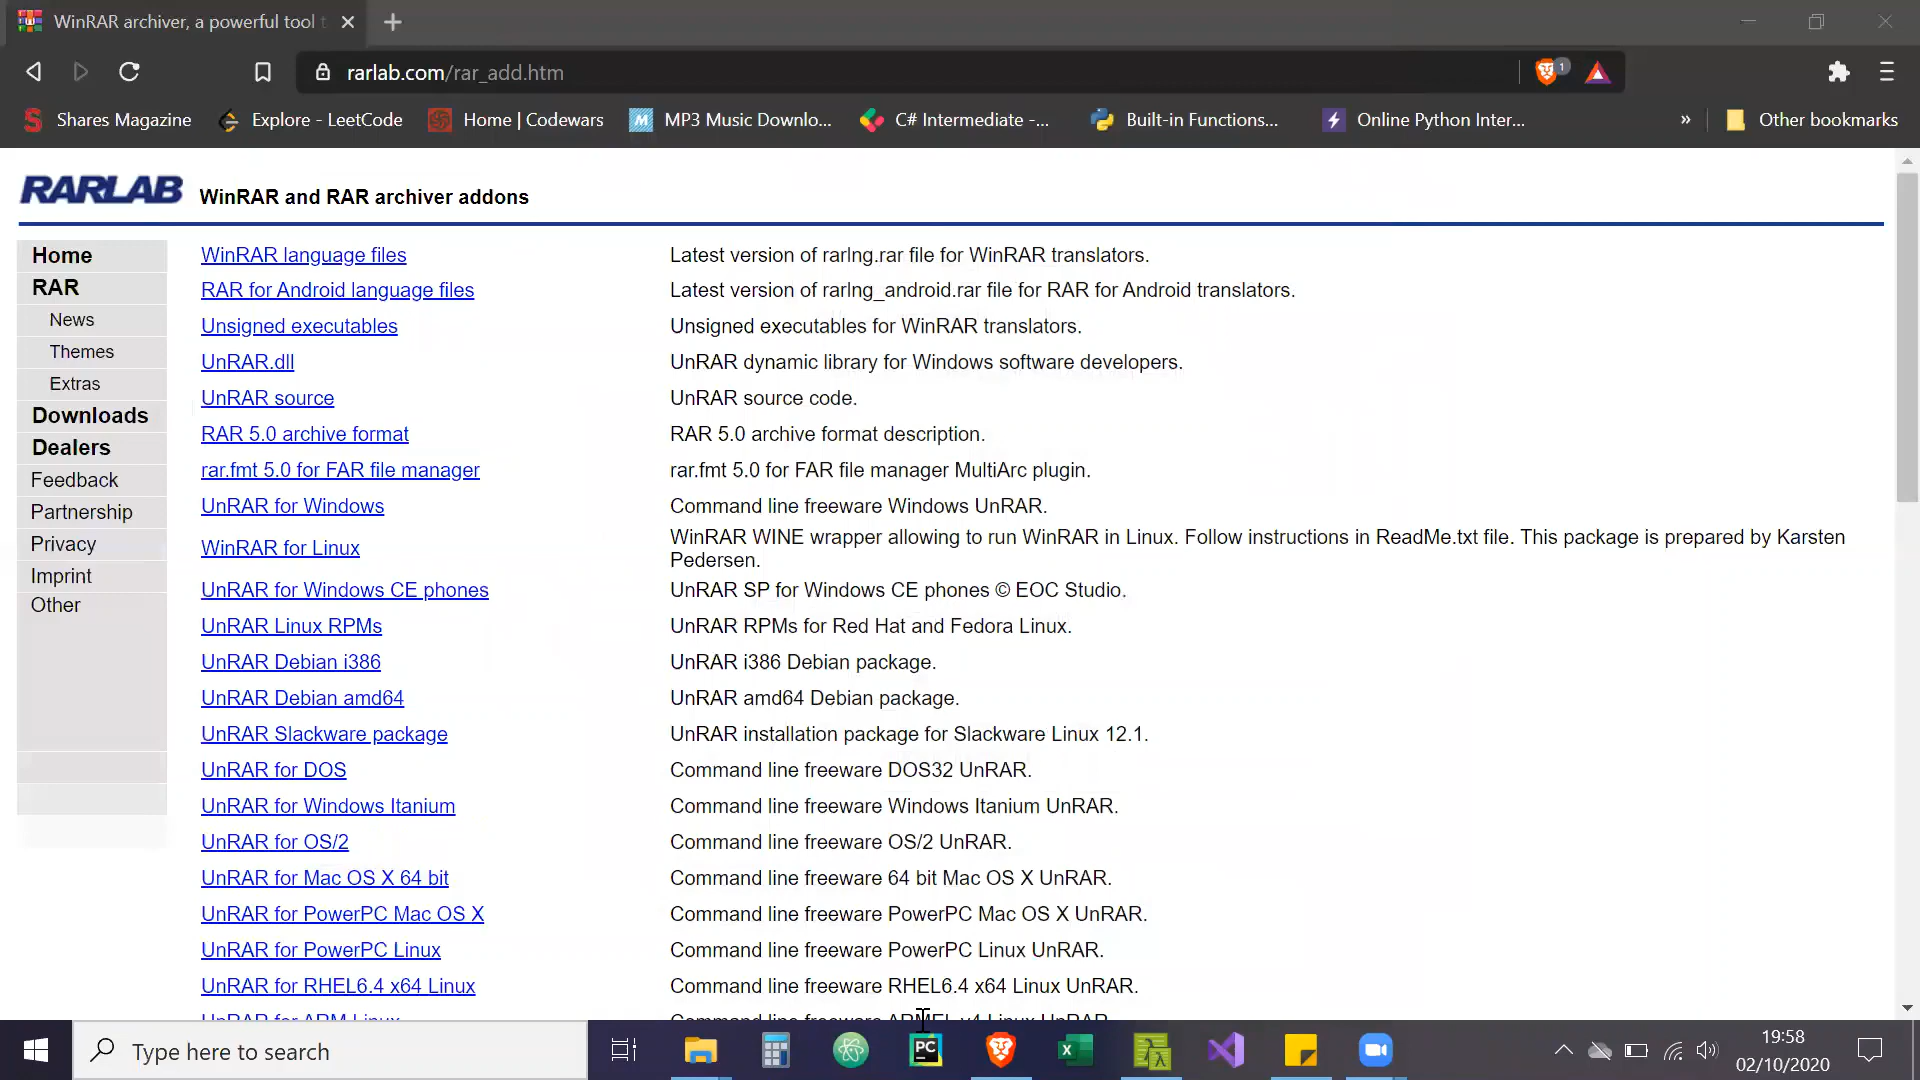 WinRAR archiver, a powerful tool t
rarlab.com/rar_add.htm
1
Shares Magazine
Explore - LeetCode
Home | Codewars
MP3 Music Downlo...
C# Intermediate -...
Built-in Functions...
Online Python Inter...
»
Other bookmarks
RARLAB
WinRAR and RAR archiver addons
Home
RAR
News
Themes
Extras
Downloads
Dealers
Feedback
Partnership
Privacy
Imprint
Other
WinRAR language files Latest version of rarlng.rar file for WinRAR translators.
RAR for Android language files Latest version of rarlng_android.rar file for RAR for Android translators.
Unsigned executables Unsigned executables for WinRAR translators.
UnRAR.dll UnRAR dynamic library for Windows software developers.
UnRAR source UnRAR source code.
RAR 5.0 archive format RAR 5.0 archive format description.
rar.fmt 5.0 for FAR file manager rar.fmt 5.0 for FAR file manager MultiArc plugin.
UnRAR for Windows Command line freeware Windows UnRAR.
WinRAR for Linux WinRAR WINE wrapper allowing to run WinRAR in Linux. Follow instructions in ReadMe.txt file. This package is prepared by Karsten
Pedersen.
UnRAR for Windows CE phones UnRAR SP for Windows CE phones © EOC Studio.
UnRAR Linux RPMs UnRAR RPMs for Red Hat and Fedora Linux.
UnRAR Debian i386 UnRAR i386 Debian package.
UnRAR Debian amd64 UnRAR amd64 Debian package.
UnRAR Slackware package UnRAR installation package for Slackware Linux 12.1.
UnRAR for DOS Command line freeware DOS32 UnRAR.
UnRAR for Windows Itanium Command line freeware Windows Itanium UnRAR.
UnRAR for OS/2 Command line freeware OS/2 UnRAR.
UnRAR for Mac OS X 64 bit Command line freeware 64 bit Mac OS X UnRAR.
UnRAR for PowerPC Mac OS X Command line freeware PowerPC Mac OS X UnRAR.
UnRAR for PowerPC Linux Command line freeware PowerPC Linux UnRAR.
UnRAR for RHEL6.4 x64 Linux Command line freeware RHEL6.4 x64 Linux UnRAR.
UnRAR for ARM Linux Command line freeware ARMEL v4 Linux UnRAR.
Type here to search
PC
19:58
02/10/2020